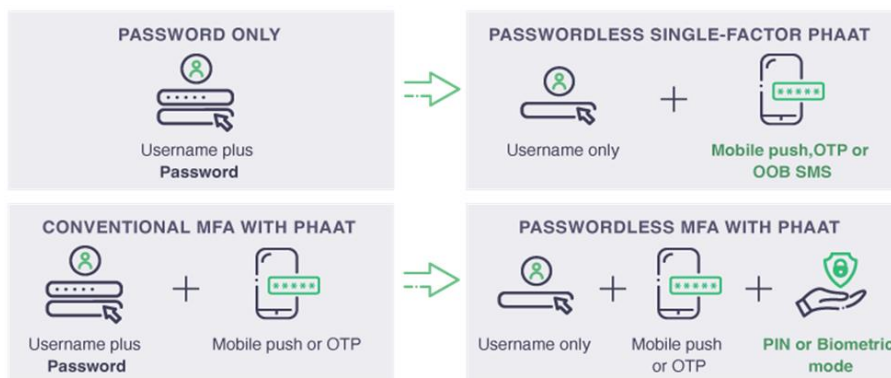 PASSWORD ONLY
Username plus
Password
PASSWORDLESS SINGLE-FACTOR PHAAT
Username only
Mobile push,OTP or
OOB SMS
CONVENTIONAL MFA WITH PHAAT
Username plus
Password
Mobile push or OTP
PASSWORDLESS MFA WITH PHAAT
Username only
Mobile push
or OTP
PIN or Biometric
mode